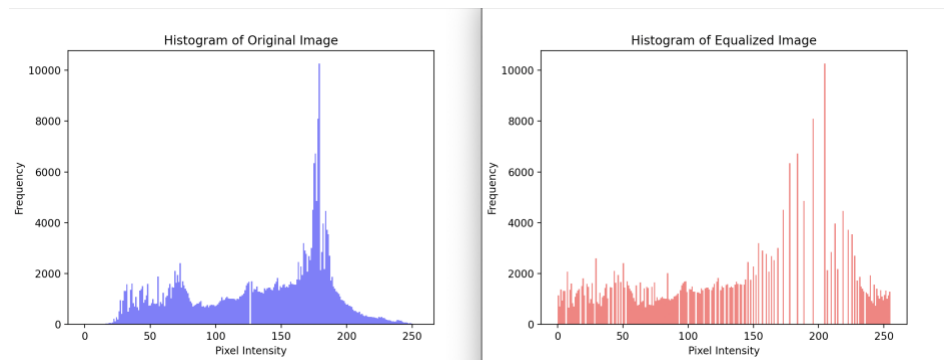 Histogram of Original Image
10000
8000
6000
4000
2000
0
Frequency
0 50 100 150 200 250
Pixel Intensity
Histogram of Equalized Image
10000
8000
6000
4000
2000
0
Frequency
0 50 100 150 200 250
Pixel Intensity